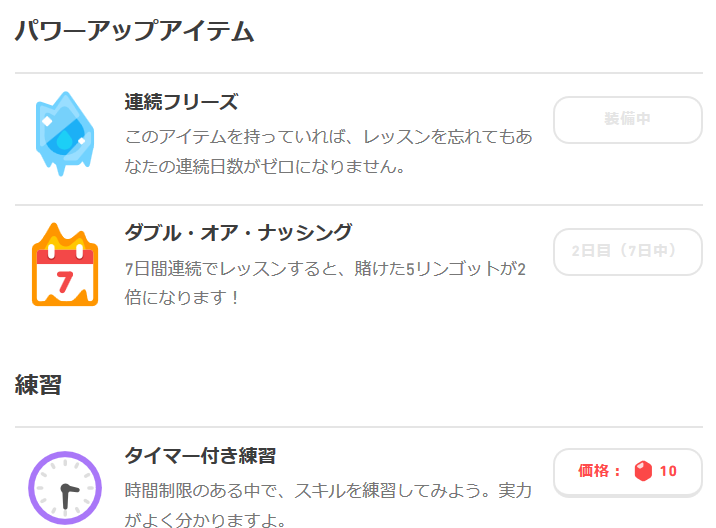 パワーアップアイテム
連続フリーズ
このアイテムを持っていれば、レッスンを忘れてもあ
なたの連続日数がゼロになりません。
装備中
ダブル・オア・ナッシング
7日間連続でレッスンすると、賭けた5リンゴットが2
倍になります！
2日目（7日中）
7
練習
タイマー付き練習
時間制限のある中で、スキルを練習してみよう。実力
がよく分かりますよ。
価格： 10